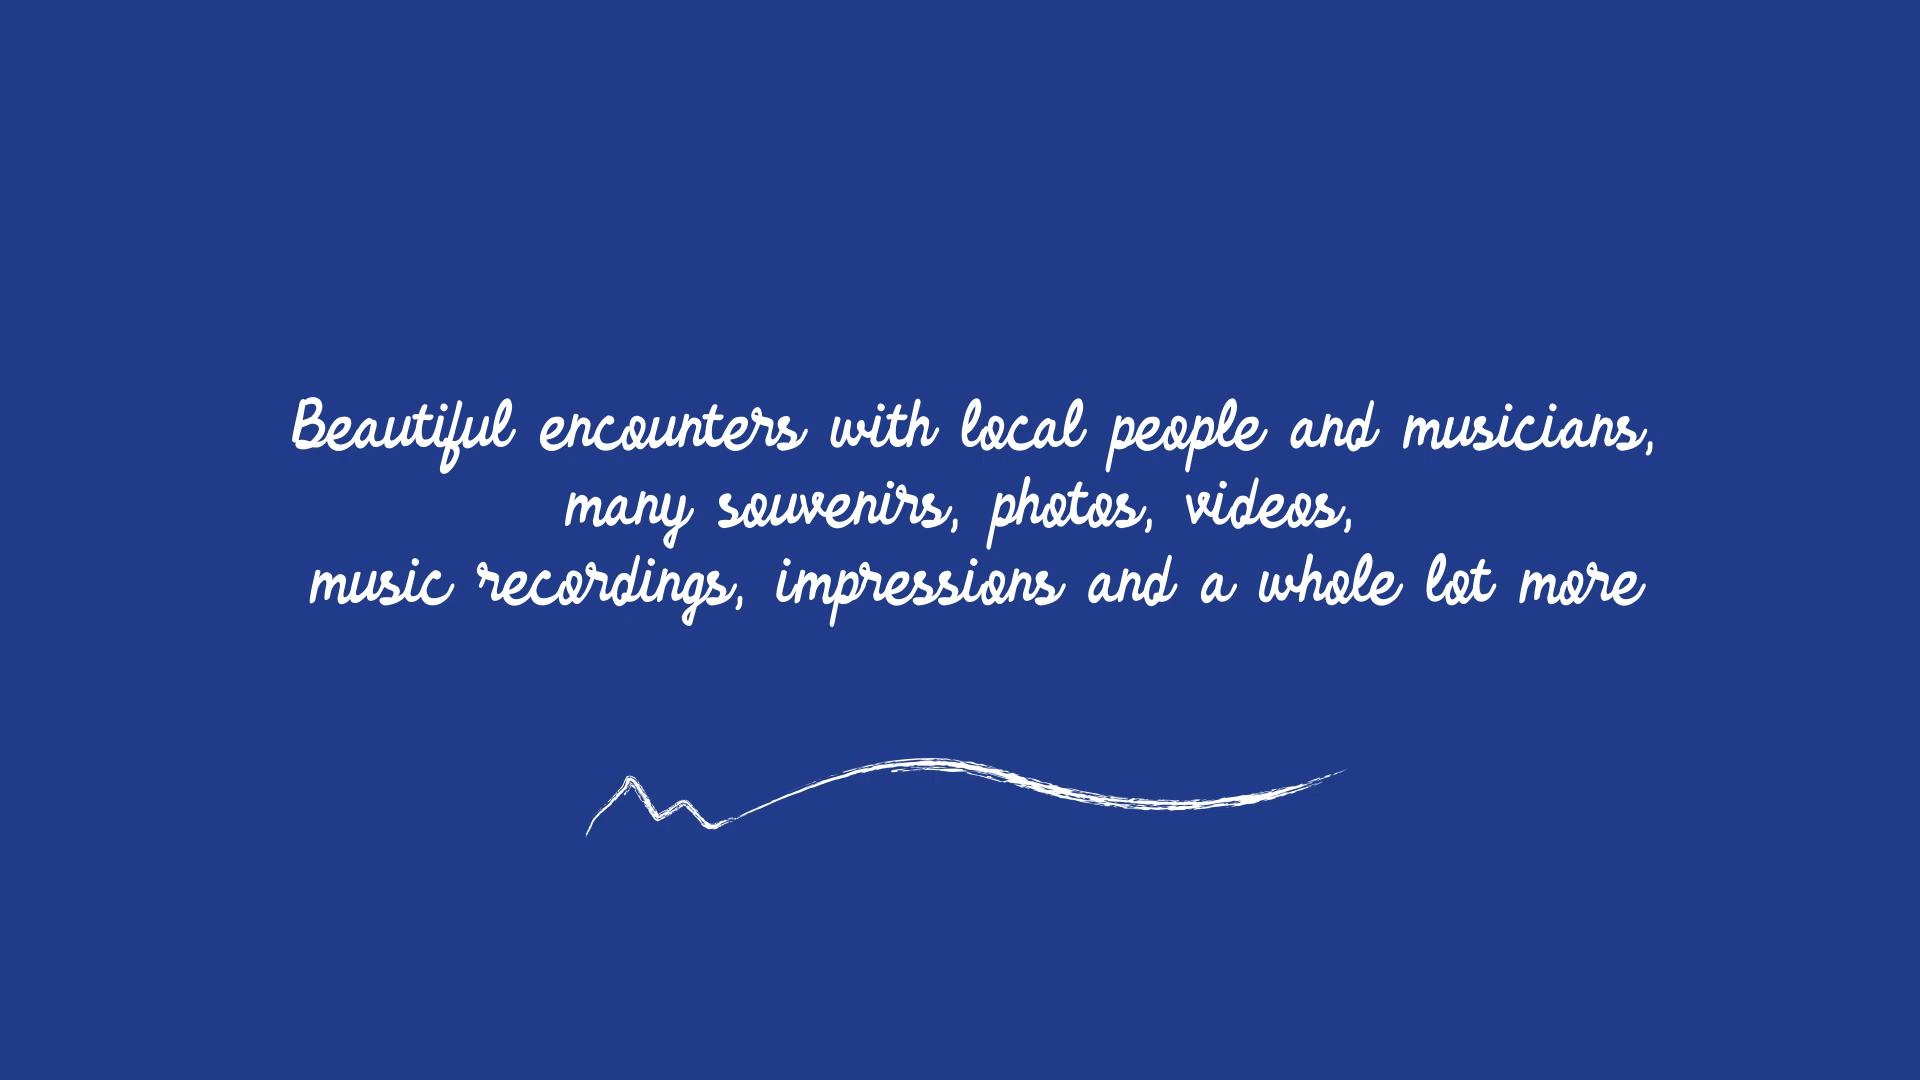 Beautiful encounters with local people and musicians,
many souvenirs, photos, videos,
music recordings, impressions and a whole lot more